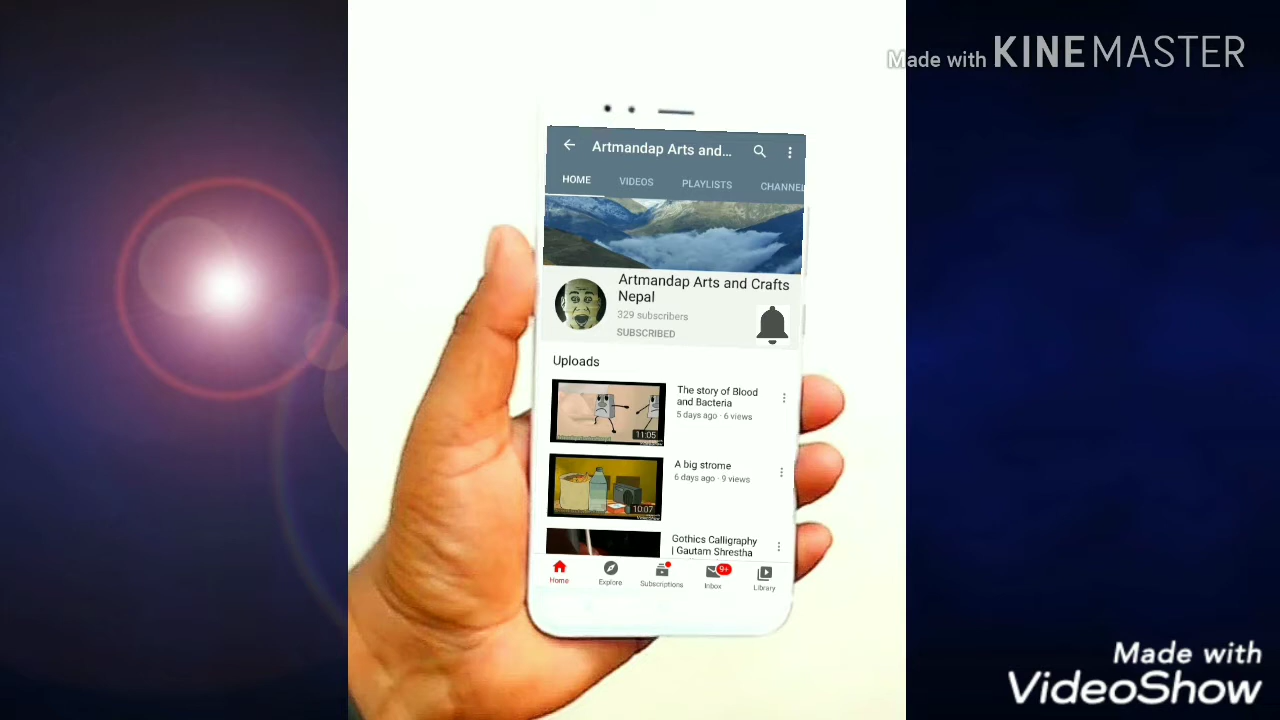 Made with KINEMASTER
Artmandap Arts and...
HOME VIDEOS PLAYLISTS CHANNEL
Artmandap Arts and Crafts
Nepal
329 subscribers
SUBSCRIBED
Uploads
The story of Blood
and Bacteria
5 days ago · 6 views
11:05
A big strome
6 days ago · 9 views
10:07
Gothics Calligraphy
| Gautam Shrestha
9+
Home Explore Subscriptions Inbox Library
Made with
VideoShow